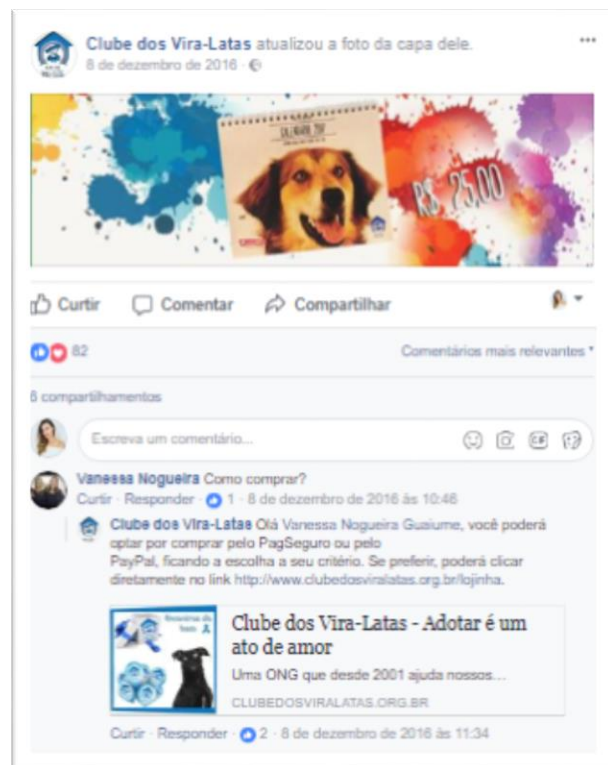 Clube dos Vira-Latas atualizou a foto da capa dele.
8 de dezembro de 2016
R$ 25,00
Curtir Comentar Compartilhar
82 Comentários mais relevantes
6 compartilhamentos
Escreva um comentário...
GIF
Vanessa Nogueira Como comprar?
Curtir · Responder · 1 · 8 de dezembro de 2016 às 10:46
Clube dos Vira-Latas Olá Vanessa Nogueira Guaiume, você poderá
optar por comprar pelo PagSeguro ou pelo
PayPal, ficando a escolha a seu critério. Se preferir, poderá clicar
diretamente no link http://www.clubedosviralatas.org.br/lojinha.
Clube dos Vira-Latas - Adotar é um
ato de amor
Uma ONG que desde 2001 ajuda nossos...
CLUBEDOSVIRALATAS.ORG.BR
Curtir · Responder · 2 · 8 de dezembro de 2016 às 11:34